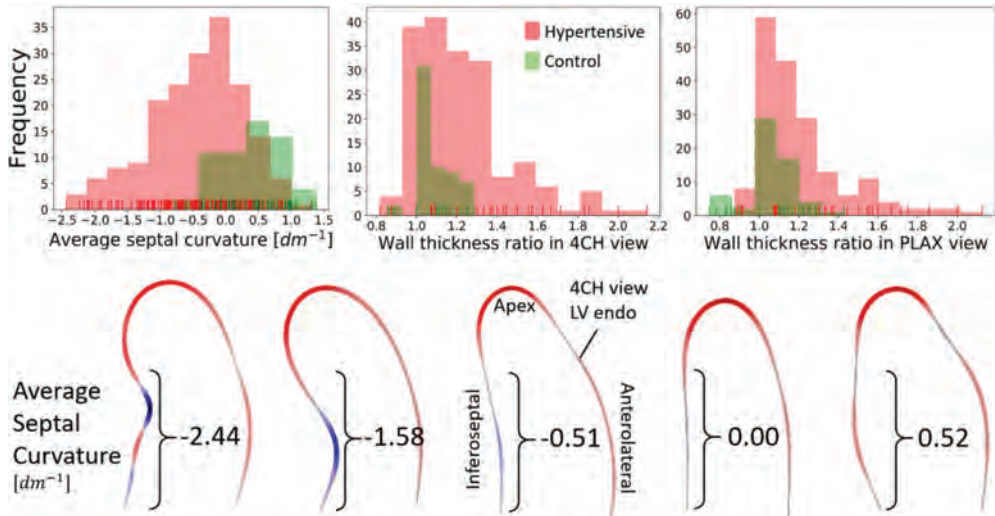 Frequency
35
30
25
20
15
10
5
0
-2.5 -2.0 -1.5 -1.0 -0.5 0.0 0.5 1.0 1.5
Average septal curvature [dm⁻¹]
40
30
20
10
0
0.8 1.0 1.2 1.4 1.6 1.8 2.0 2.2
Wall thickness ratio in 4CH view
Hypertensive
Control
60
50
40
30
20
10
0
0.8 1.0 1.2 1.4 1.6 1.8 2.0
Wall thickness ratio in PLAX view
Average
Septal
Curvature
[dm⁻¹]
-2.44
-1.58
Apex
4CH view
LV endo
Inferoseptal
-0.51
Anterolateral
0.00
0.52